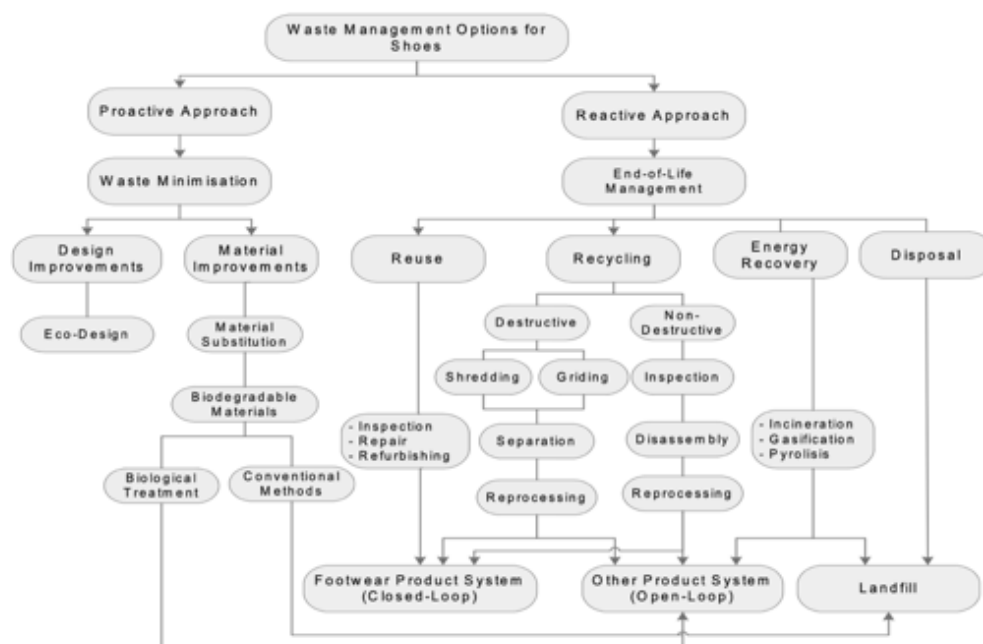 Waste Management Options for
Shoes
Proactive Approach
Reactive Approach
Waste Minimisation
End-of-Life
Management
Design
Improvements
Material
Improvements
Reuse
Recycling
Energy
Recovery
Disposal
Eco-Design
Material
Substitution
Destructive
Non-
Destructive
Shredding
Griding
Inspection
Biodegradable
Materials
- Inspection
- Repair
- Refurbishing
Separation
Disassembly
- Incineration
- Gasification
- Pyrolisis
Biological
Treatment
Conventional
Methods
Reprocessing
Reprocessing
Footwear Product System
(Closed-Loop)
Other Product System
(Open-Loop)
Landfill